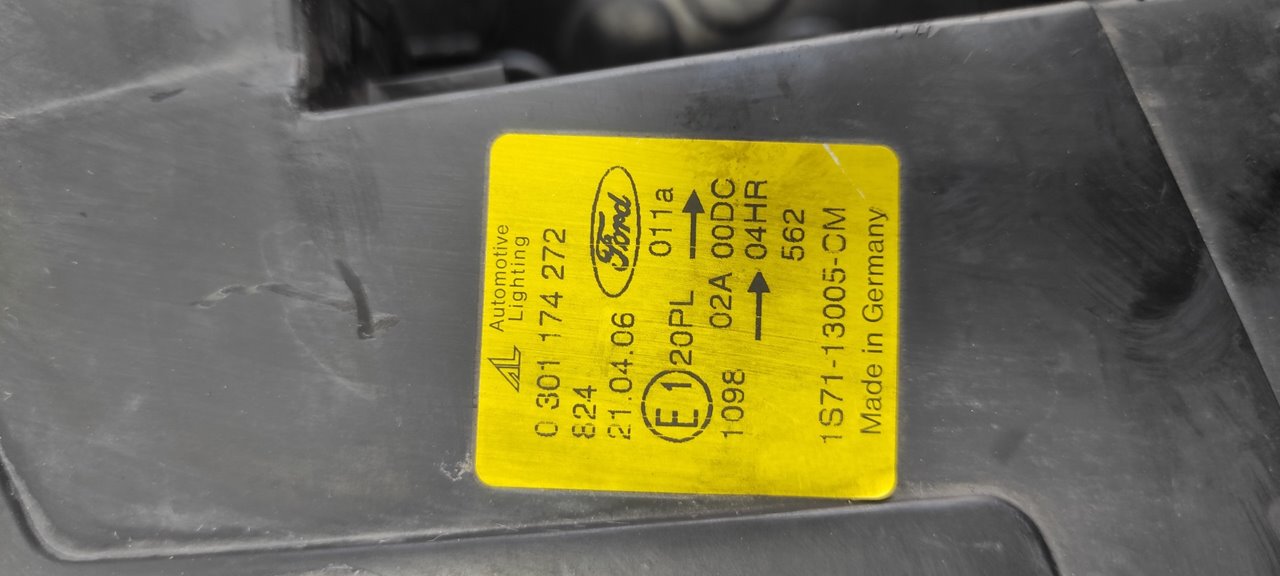 Automotive
Lighting
0 301 174 272
824
21.04.06
Ford
E1
20PL
011a
1098
02A
00DC
04HR
562
1S71-13005-CM
Made in Germany